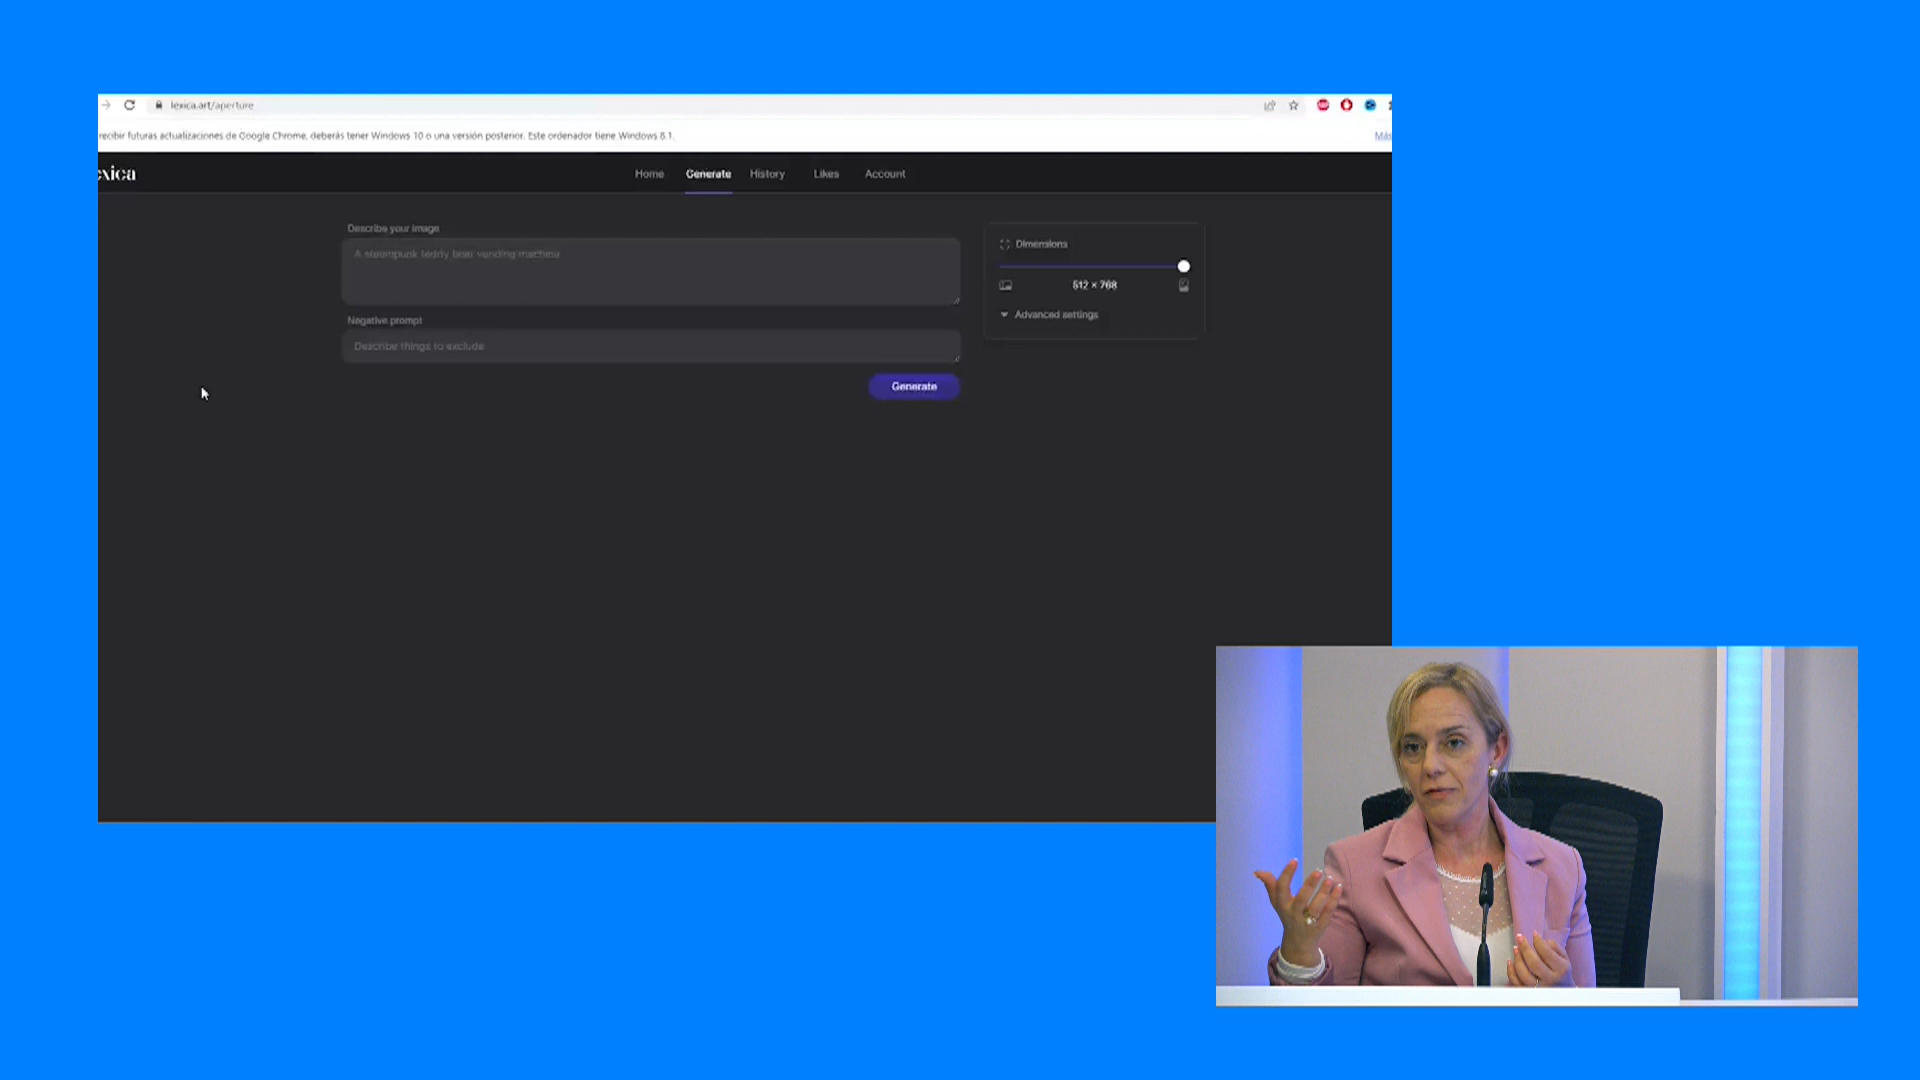 lexica.art/aperture
recibir futuras actualizaciones de Google Chrome, deberás tener Windows 10 o una versión posterior. Este ordenador tiene Windows 8.1.
Más
exica
Home
Generate
History
Likes
Account
Describe your image
A steampunk teddy bear vending machine
Negative prompt
Describe things to exclude
Generate
Dimensions
512 × 768
Advanced settings